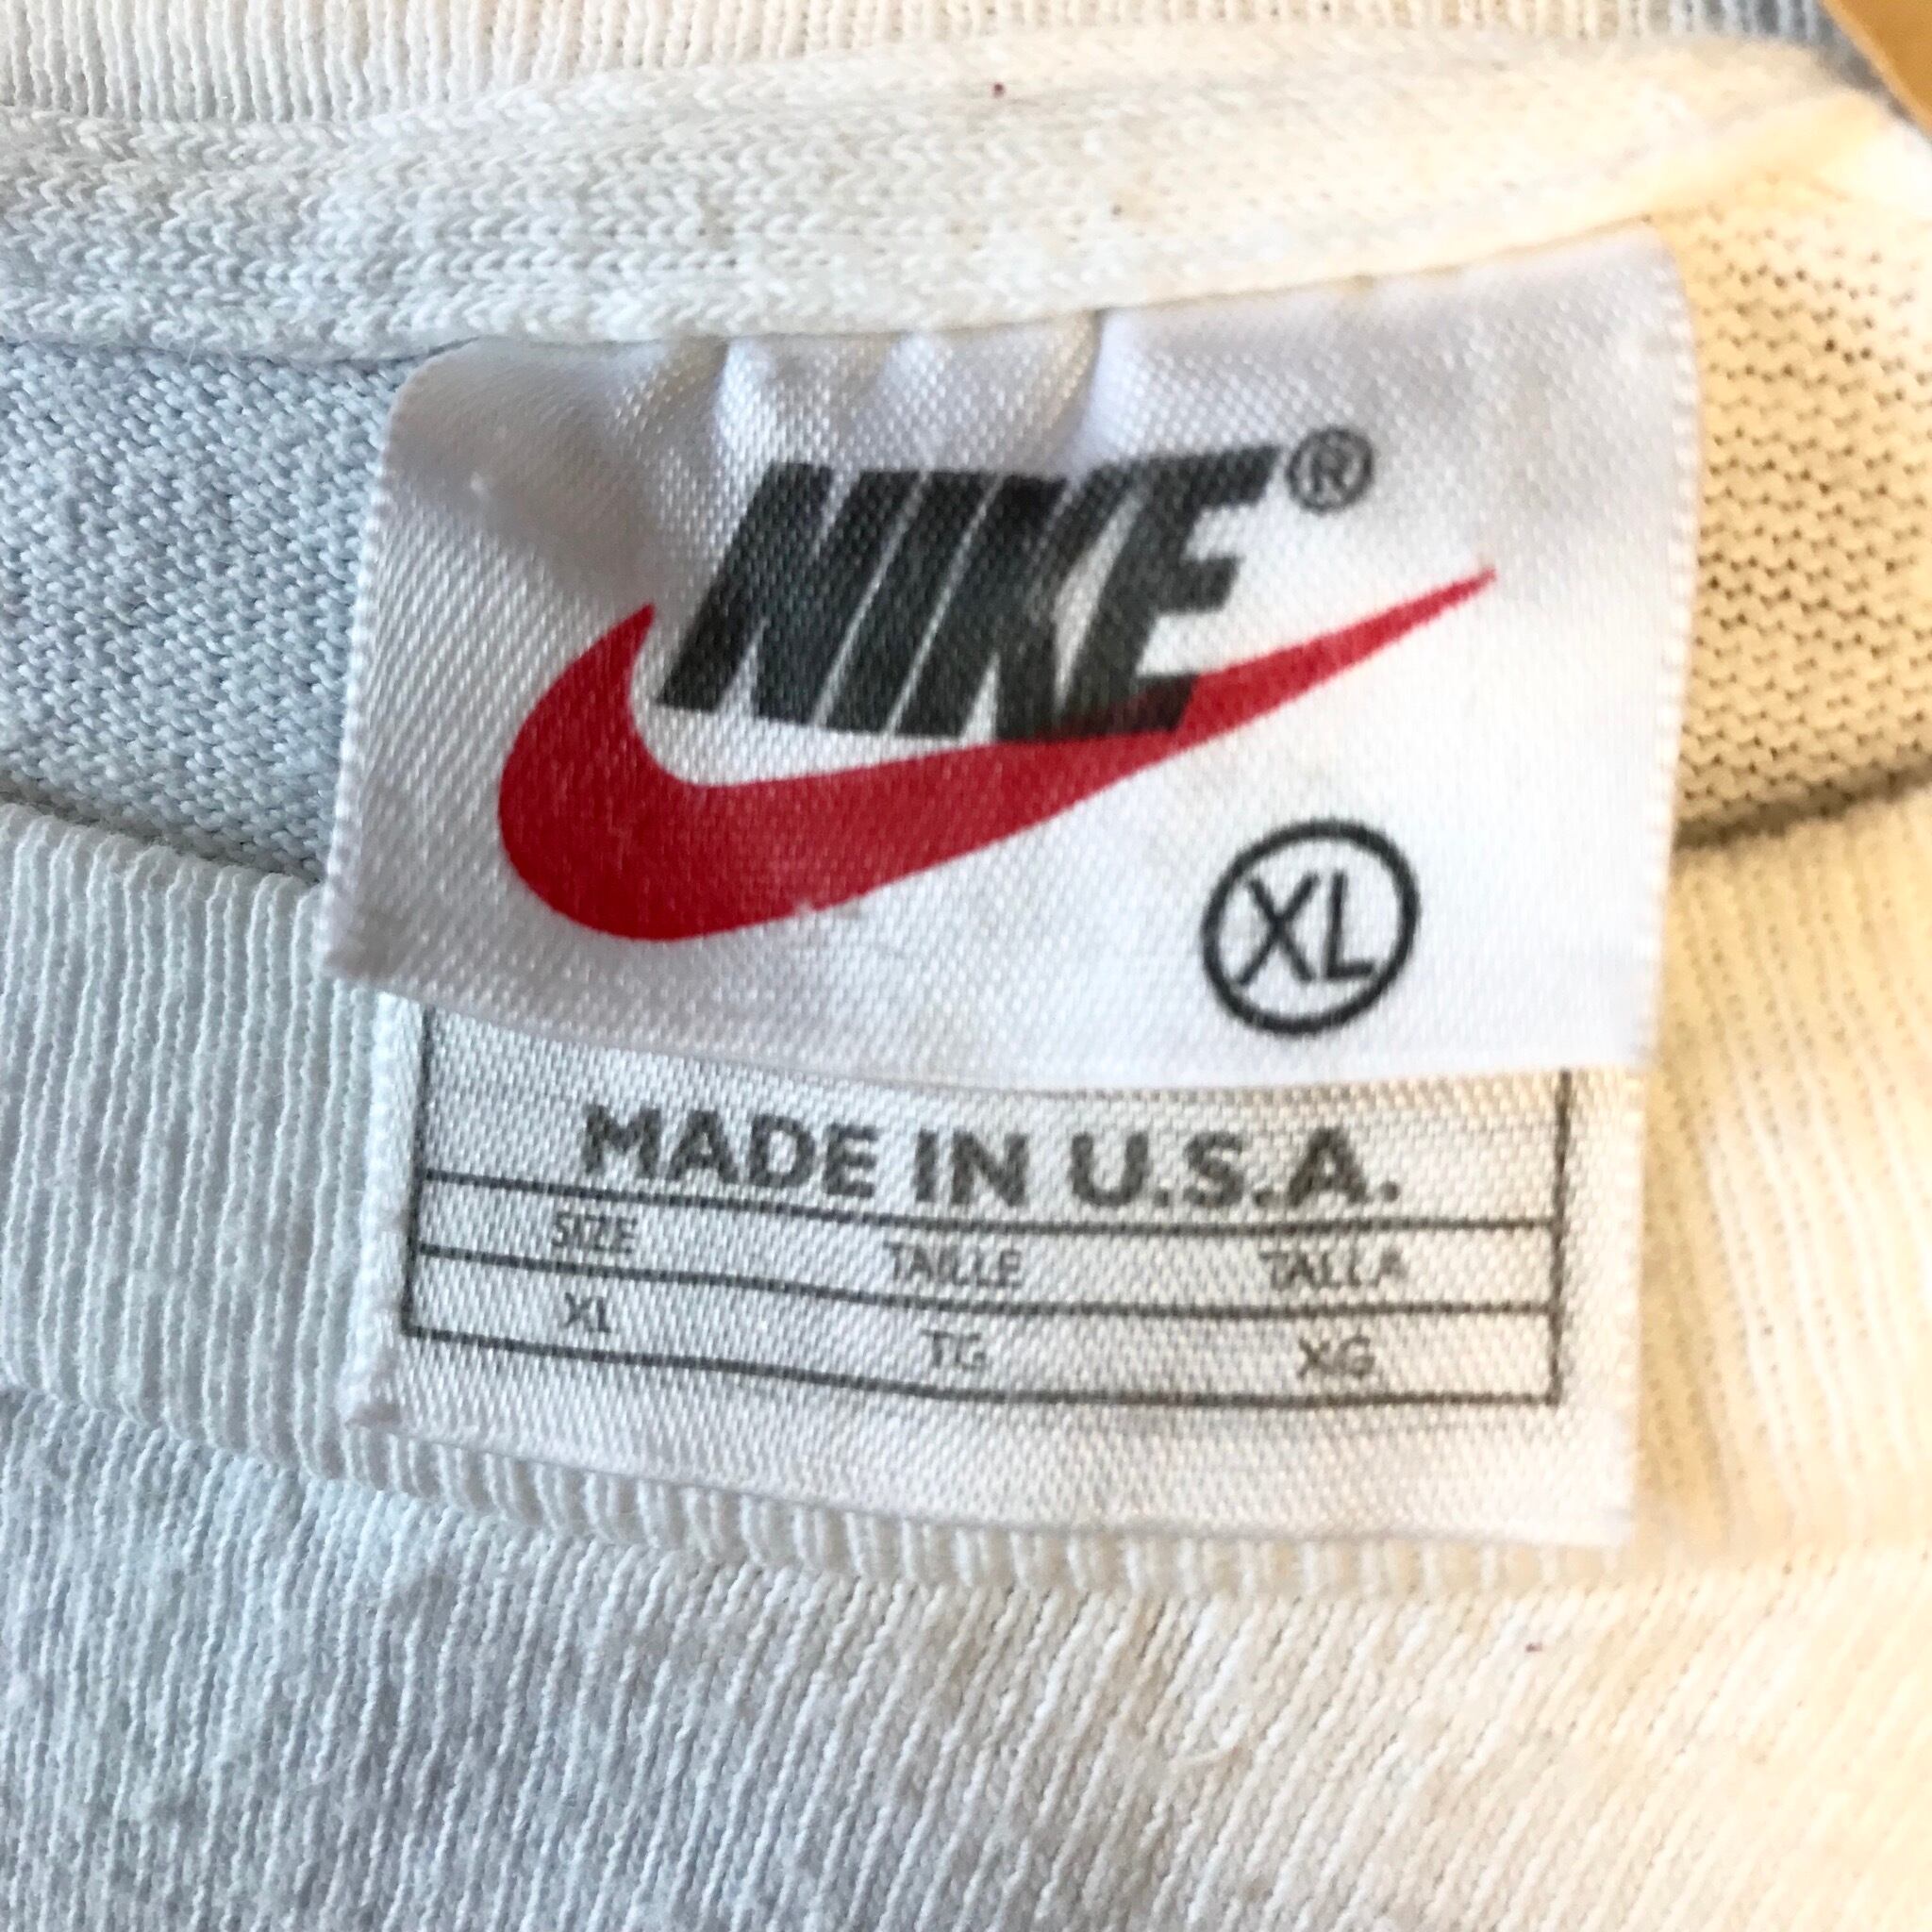 NIKE®
XL
MADE IN U.S.A.
SIZE TAILLE TALLA
XL TG XG